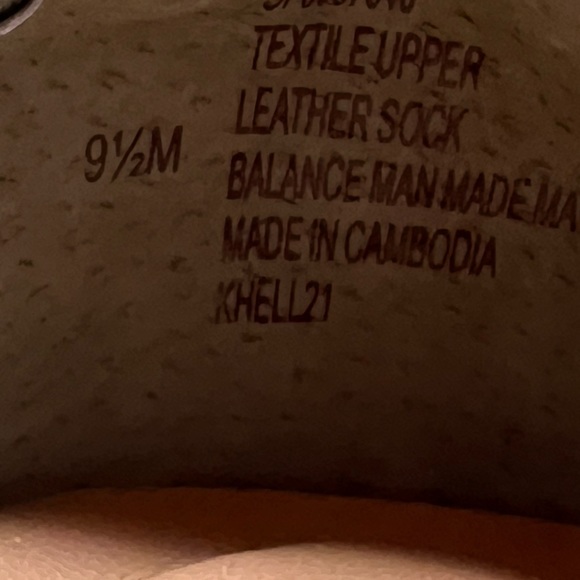 9½M
TEXTILE UPPER
LEATHER SOCK
BALANCE MAN MADE MA
MADE IN CAMBODIA
KHELL21